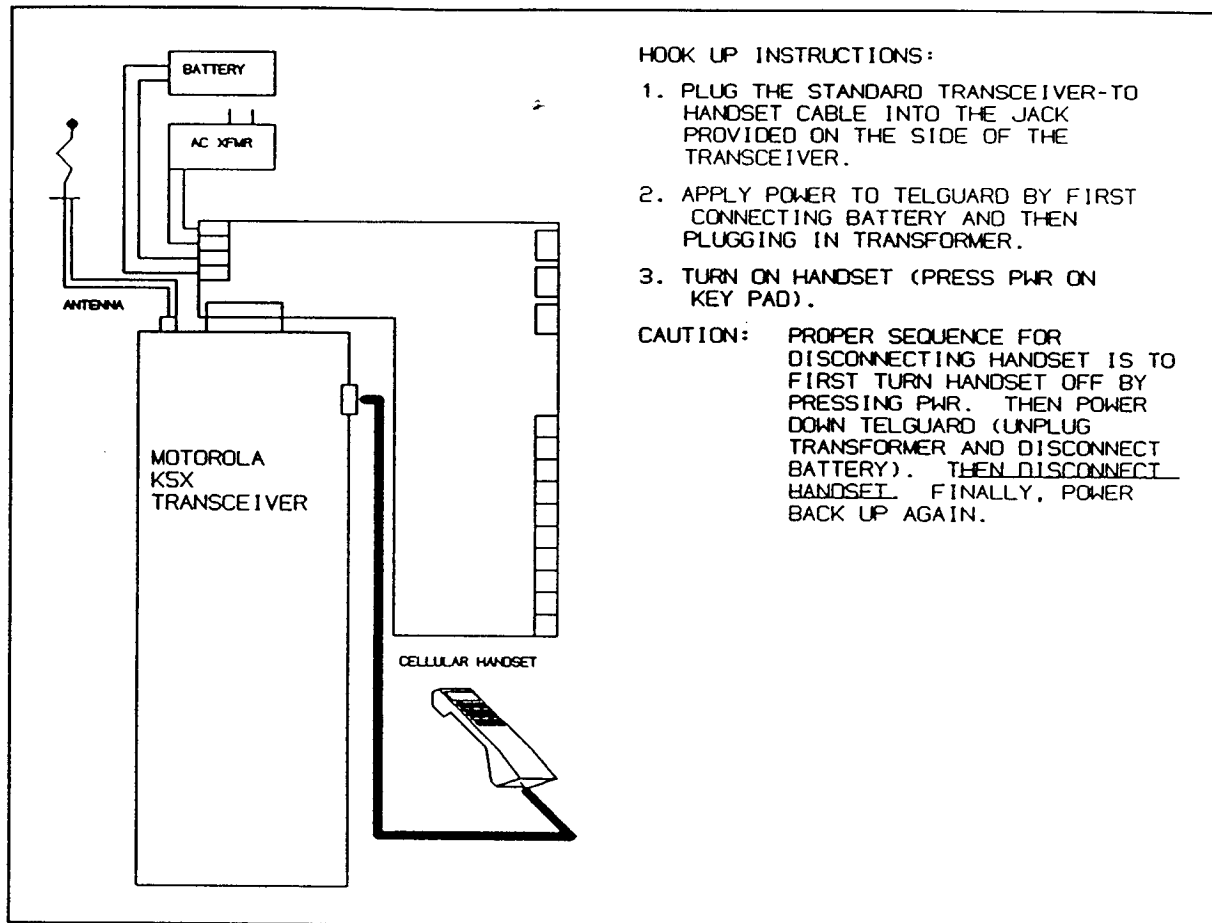 BATTERY
AC XFMR
ANTENNA
MOTOROLA
KSX
TRANSCEIVER
CELLULAR HANDSET
HOOK UP INSTRUCTIONS:
1. PLUG THE STANDARD TRANSCEIVER-TO
HANDSET CABLE INTO THE JACK
PROVIDED ON THE SIDE OF THE
TRANSCEIVER.
2. APPLY POWER TO TELGUARD BY FIRST
CONNECTING BATTERY AND THEN
PLUGGING IN TRANSFORMER.
3. TURN ON HANDSET (PRESS PWR ON
KEY PAD).
CAUTION: PROPER SEQUENCE FOR
DISCONNECTING HANDSET IS TO
FIRST TURN HANDSET OFF BY
PRESSING PWR. THEN POWER
DOWN TELGUARD (UNPLUG
TRANSFORMER AND DISCONNECT
BATTERY). THEN DISCONNECT
HANDSET. FINALLY, POWER
BACK UP AGAIN.